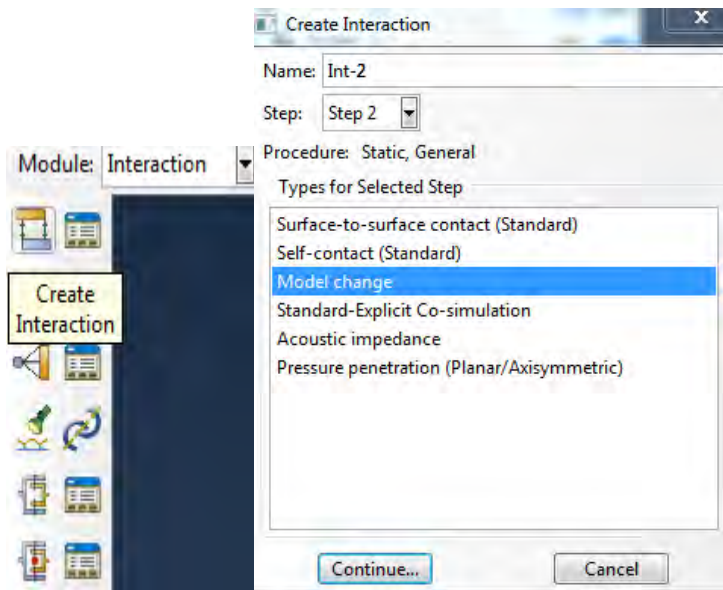 Module: Interaction
Create
Interaction
Create Interaction
x
Name: Int-2
Step: Step 2
Procedure: Static, General
Types for Selected Step
Surface-to-surface contact (Standard)
Self-contact (Standard)
Model change
Standard-Explicit Co-simulation
Acoustic impedance
Pressure penetration (Planar/Axisymmetric)
Continue... Cancel